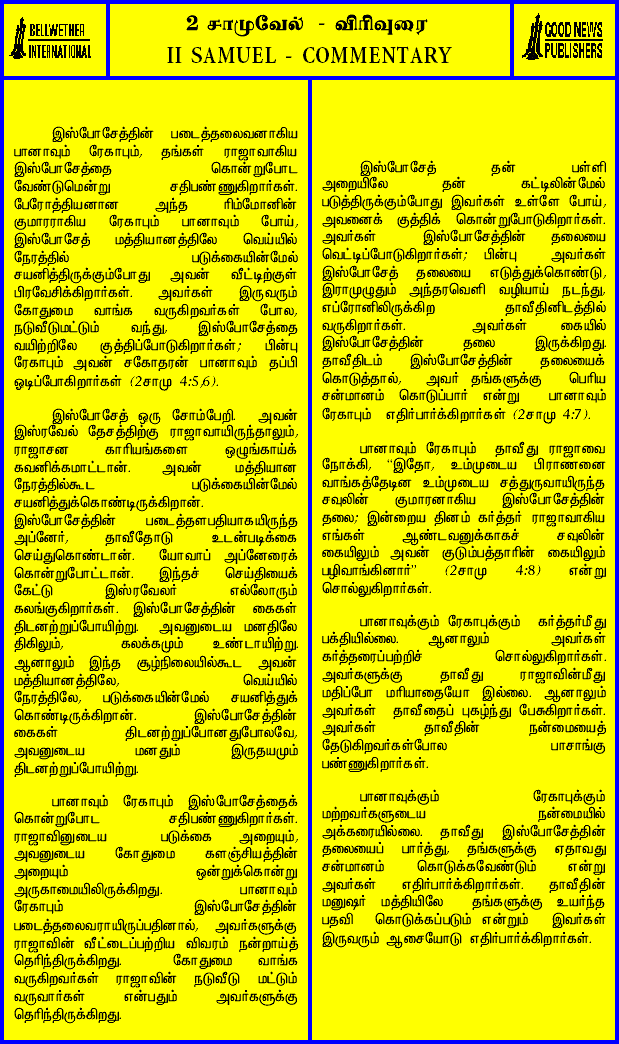 BELLWETHER
INTERNATIONAL
2 சாமுவேல் - விரிவுரை
II SAMUEL - COMMENTARY
GOOD NEWS
PUBLISHERS
இஸ்போசேத்தின் படைத்தலைவனாகிய
பானாவும் ரேகாபும், தங்கள் ராஜாவாகிய
இஸ்போசேத்தை கொன்றுபோட
வேண்டுமென்று சதிபண்ணுகிறார்கள்.
பேரோத்தியனான அந்த ரிம்மோனின்
குமாரராகிய ரேகாபும் பானாவும் போய்,
இஸ்போசேத் மத்தியானத்திலே வெய்யில்
நேரத்தில் படுக்கையின்மேல்
சயனித்திருக்கும்போது அவன் வீட்டிற்குள்
பிரவேசிக்கிறார்கள். அவர்கள் இருவரும்
கோதுமை வாங்க வருகிறவர்கள் போல,
நடுவீடுமட்டும் வந்து, இஸ்போசேத்தை
வயிற்றிலே குத்திப்போடுகிறார்கள்; பின்பு
ரேகாபும் அவன் சகோதரன் பானாவும் தப்பி
ஓடிப்போகிறார்கள் (2சாமு 4:5,6).
இஸ்போசேத் ஒரு சோம்பேறி. அவன்
இஸ்ரவேல் தேசத்திற்கு ராஜாவாயிருந்தாலும்,
ராஜாசன காரியங்களை ஒழுங்காய்க்
கவனிக்கமாட்டான். அவன் மத்தியான
நேரத்தில்கூட படுக்கையின்மேல்
சயனித்துக்கொண்டிருக்கிறான்.
இஸ்போசேத்தின் படைத்தளபதியாகயிருந்த
அப்னேர், தாவீதோடு உடன்படிக்கை
செய்துகொண்டான். யோவாப் அப்னேரைக்
கொன்றுபோட்டான். இந்தச் செய்தியைக்
கேட்டு இஸ்ரவேலர் எல்லோரும்
கலங்குகிறார்கள். இஸ்போசேத்தின் கைகள்
திடனற்றுப்போயிற்று. அவனுடைய மனதிலே
திகிலும், கலக்கமும் உண்டாயிற்று.
ஆனாலும் இந்த சூழ்நிலையில்கூட அவன்
மத்தியானத்திலே, வெய்யில்
நேரத்திலே, படுக்கையின்மேல் சயனித்துக்
கொண்டிருக்கிறான். இஸ்போசேத்தின்
கைகள் திடனற்றுப்போனதுபோலவே,
அவனுடைய மனதும் இருதயமும்
திடனற்றுப்போயிற்று.
பானாவும் ரேகாபும் இஸ்போசேத்தைக்
கொன்றுபோட சதிபண்ணுகிறார்கள்.
ராஜாவினுடைய படுக்கை அறையும்,
அவனுடைய கோதுமை களஞ்சியத்தின்
அறையும் ஒன்றுக்கொன்று
அருகாமையிலிருக்கிறது. பானாவும்
ரேகாபும் இஸ்போசேத்தின்
படைத்தலைவராயிருப்பதினால், அவர்களுக்கு
ராஜாவின் வீட்டைப்பற்றிய விவரம் நன்றாய்த்
தெரிந்திருக்கிறது. கோதுமை வாங்க
வருகிறவர்கள் ராஜாவின் நடுவீடு மட்டும்
வருவார்கள் என்பதும் அவர்களுக்கு
தெரிந்திருக்கிறது.
இஸ்போசேத் தன் பள்ளி
அறையிலே தன் கட்டிலின்மேல்
படுத்திருக்கும்போது இவர்கள் உள்ளே போய்,
அவனைக் குத்திக் கொன்றுபோடுகிறார்கள்.
அவர்கள் இஸ்போசேத்தின் தலையை
வெட்டிப்போடுகிறார்கள்; பின்பு அவர்கள்
இஸ்போசேத் தலையை எடுத்துக்கொண்டு,
இராமுழுதும் அந்தரவெளி வழியாய் நடந்து,
எப்ரோனிலிருக்கிற தாவீதினிடத்தில்
வருகிறார்கள். அவர்கள் கையில்
இஸ்போசேத்தின் தலை இருக்கிறது.
தாவீதிடம் இஸ்போசேத்தின் தலையைக்
கொடுத்தால், அவர் தங்களுக்கு பெரிய
சன்மானம் கொடுப்பார் என்று பானாவும்
ரேகாபும் எதிர்பார்க்கிறார்கள் (2சாமு 4:7).
பானாவும் ரேகாபும் தாவீது ராஜாவை
நோக்கி, "இதோ, உம்முடைய பிராணனை
வாங்கத்தேடின உம்முடைய சத்துருவாயிருந்த
சவுலின் குமாரனாகிய இஸ்போசேத்தின்
தலை; இன்றைய தினம் கர்த்தர் ராஜாவாகிய
எங்கள் ஆண்டவனுக்காகச் சவுலின்
கையிலும் அவன் குடும்பத்தாரின் கையிலும்
பழிவாங்கினார்" (2சாமு 4:8) என்று
சொல்லுகிறார்கள்.
பானாவுக்கும் ரேகாபுக்கும் கர்த்தர்மீது
பக்தியில்லை. ஆனாலும் அவர்கள்
கர்த்தரைப்பற்றிச் சொல்லுகிறார்கள்.
அவர்களுக்கு தாவீது ராஜாவின்மீது
மதிப்போ மரியாதையோ இல்லை. ஆனாலும்
அவர்கள் தாவீதைப் புகழ்ந்து பேசுகிறார்கள்.
அவர்கள் தாவீதின் நன்மையைத்
தேடுகிறவர்கள்போல பாசாங்கு
பண்ணுகிறார்கள்.
பானாவுக்கும் ரேகாபுக்கும்
மற்றவர்களுடைய நன்மையில்
அக்கரையில்லை. தாவீது இஸ்போசேத்தின்
தலையைப் பார்த்து, தங்களுக்கு ஏதாவது
சன்மானம் கொடுக்கவேண்டும் என்று
அவர்கள் எதிர்பார்க்கிறார்கள். தாவீதின்
மனுஷர் மத்தியிலே தங்களுக்கு உயர்ந்த
பதவி கொடுக்கப்படும் என்றும் இவர்கள்
இருவரும் ஆசையோடு எதிர்பார்க்கிறார்கள்.